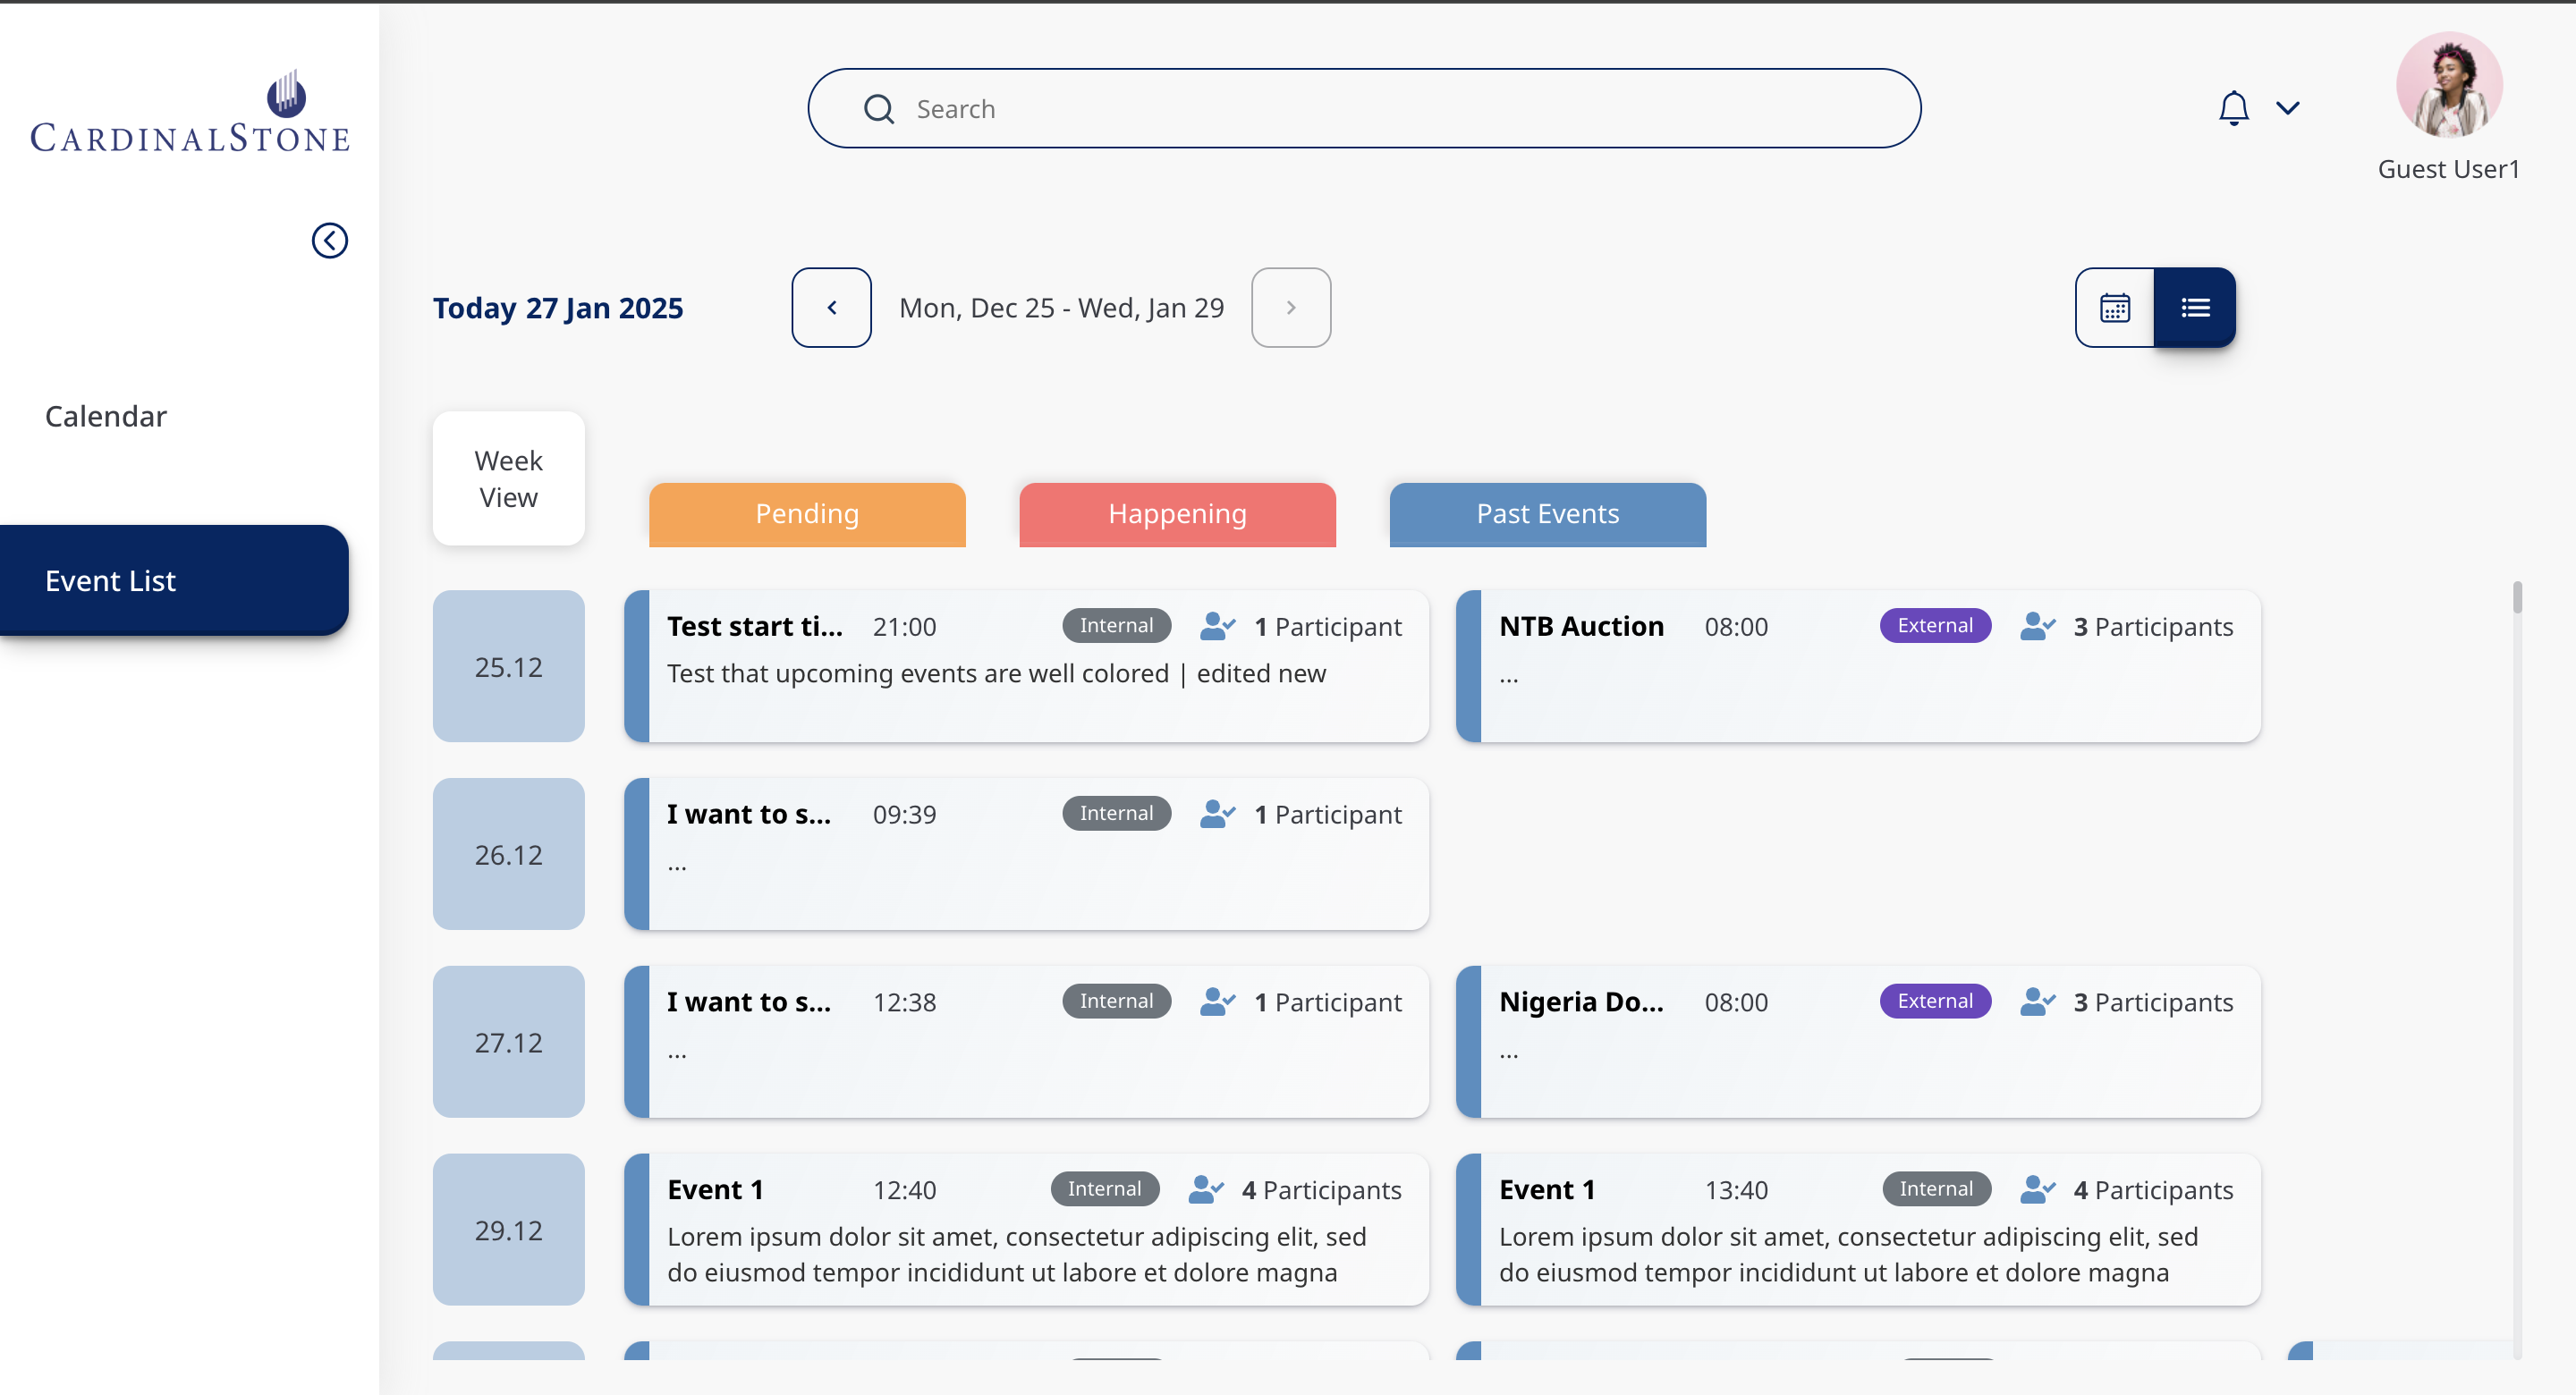 CARDINALSTONE
Search
Guest User1
Today 27 Jan 2025
Mon, Dec 25 - Wed, Jan 29
Calendar
Event List
Week
View
Pending
Happening
Past Events
25.12
Test start ti... 21:00 Internal 1 Participant
Test that upcoming events are well colored | edited new
NTB Auction 08:00 External 3 Participants
...
26.12
I want to s... 09:39 Internal 1 Participant
...
27.12
I want to s... 12:38 Internal 1 Participant
...
Nigeria Do... 08:00 External 3 Participants
...
29.12
Event 1 12:40 Internal 4 Participants
Lorem ipsum dolor sit amet, consectetur adipiscing elit, sed
do eiusmod tempor incididunt ut labore et dolore magna
Event 1 13:40 Internal 4 Participants
Lorem ipsum dolor sit amet, consectetur adipiscing elit, sed
do eiusmod tempor incididunt ut labore et dolore magna